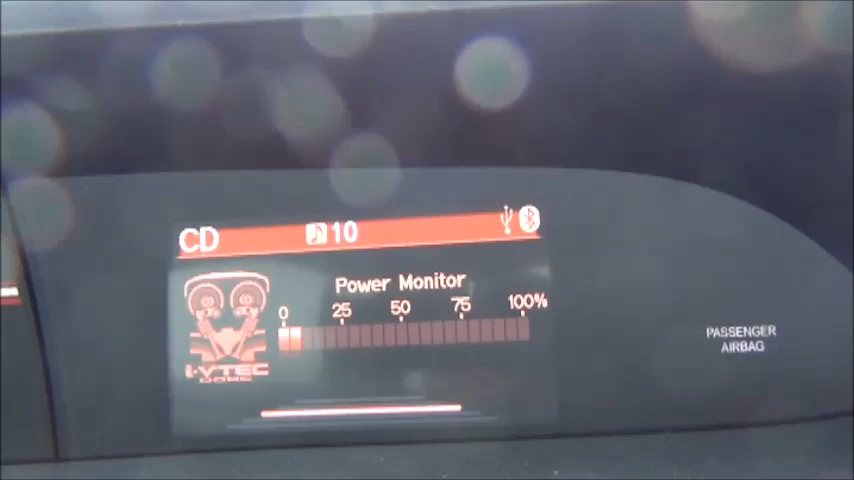 CD 10
Power Monitor
0 25 50 75 100%
i-VTEC
DOHC
PASSENGER
AIRBAG